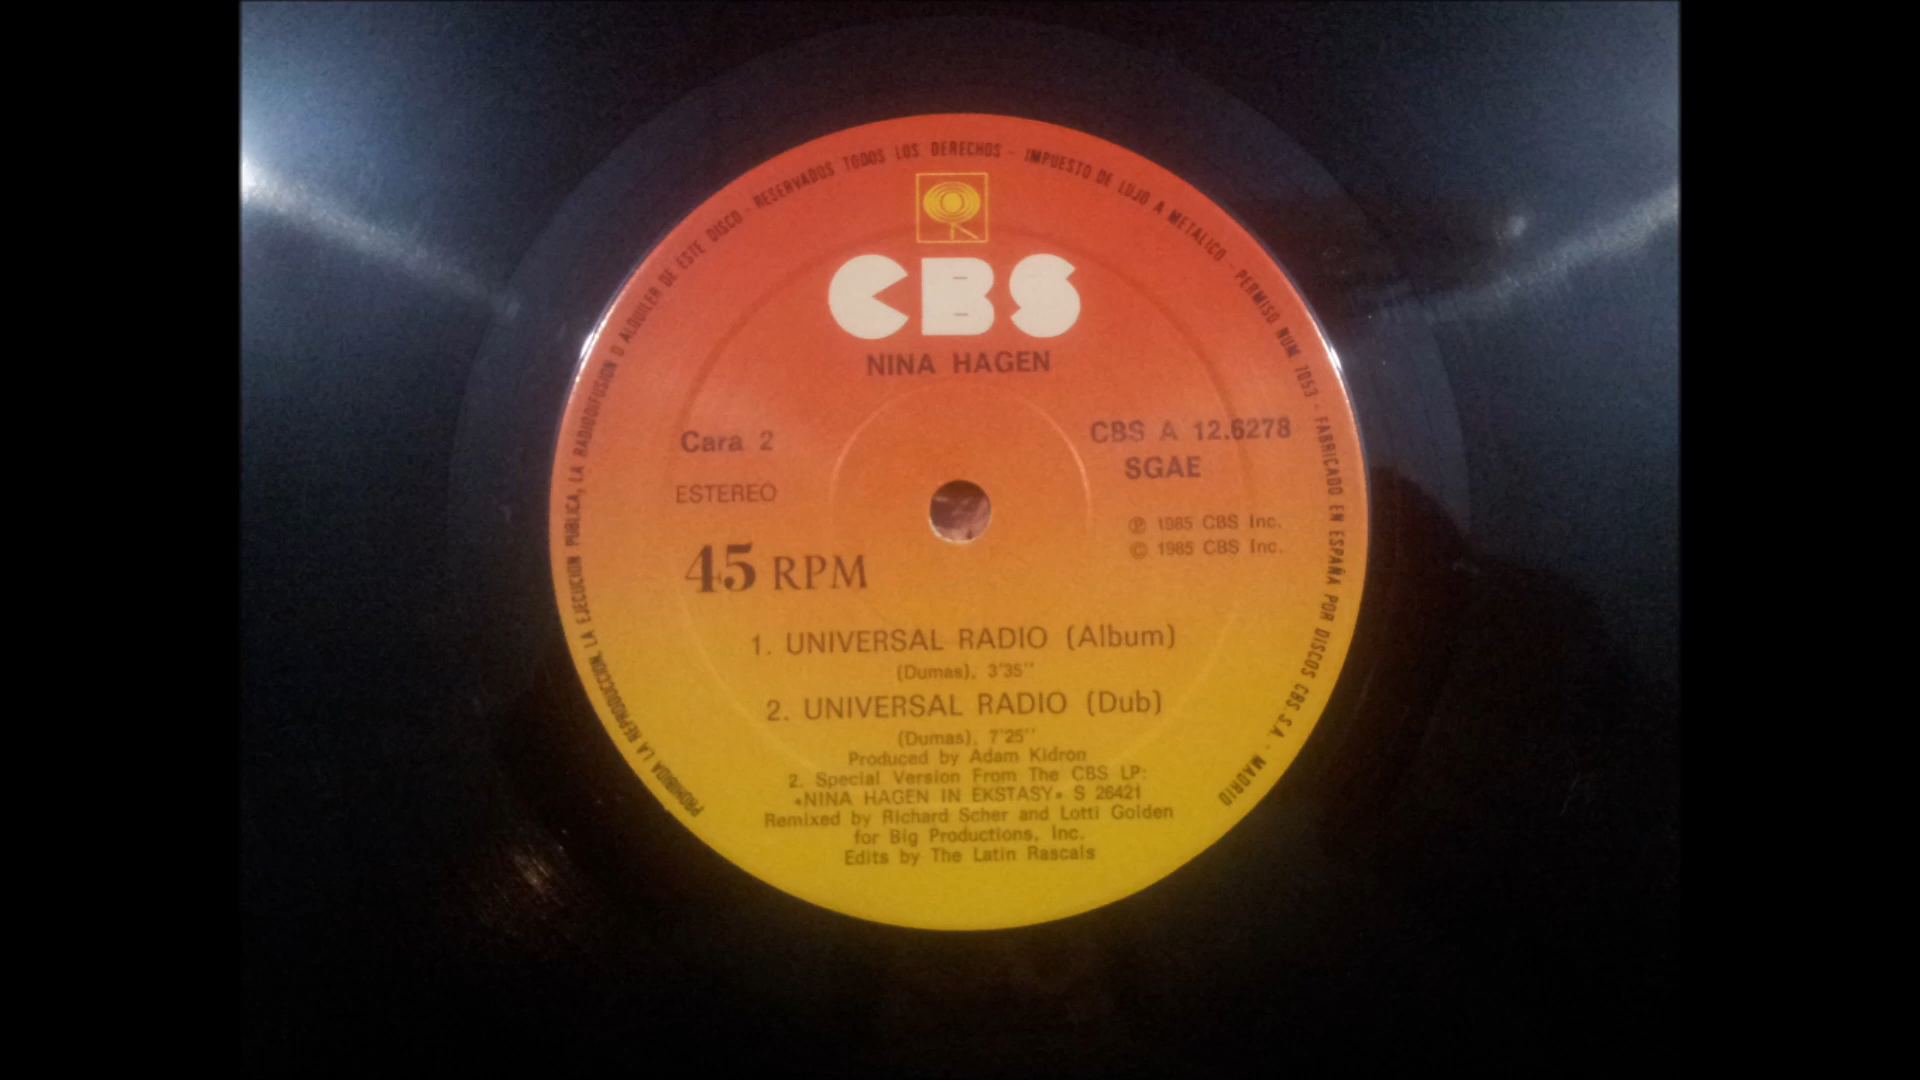 PROHIBIDA LA REPRODUCCION, LA EJECUCION PUBLICA, LA RADIODIFUSION O ALQUILER DE ESTE DISCO - RESERVADOS TODOS LOS DERECHOS - IMPUESTO DE LUJO A METALICO - PERMISO NUM 1053 - FABRICADO EN ESPAÑA POR DISCOS CBS-S.A. - MADRID
CBS
NINA HAGEN
Cara 2
ESTEREO
45 RPM
CBS A 12.6278
SGAE
℗ 1985 CBS Inc.
© 1985 CBS Inc.
1. UNIVERSAL RADIO (Album)
(Dumas), 3'35''
2. UNIVERSAL RADIO (Dub)
(Dumas), 7'25''
Produced by Adam Kidron
2. Special Version From The CBS LP:
«NINA HAGEN IN EKSTASY» S 26421
Remixed by Richard Scher and Lotti Golden
for Big Productions, Inc.
Edits by The Latin Rascals